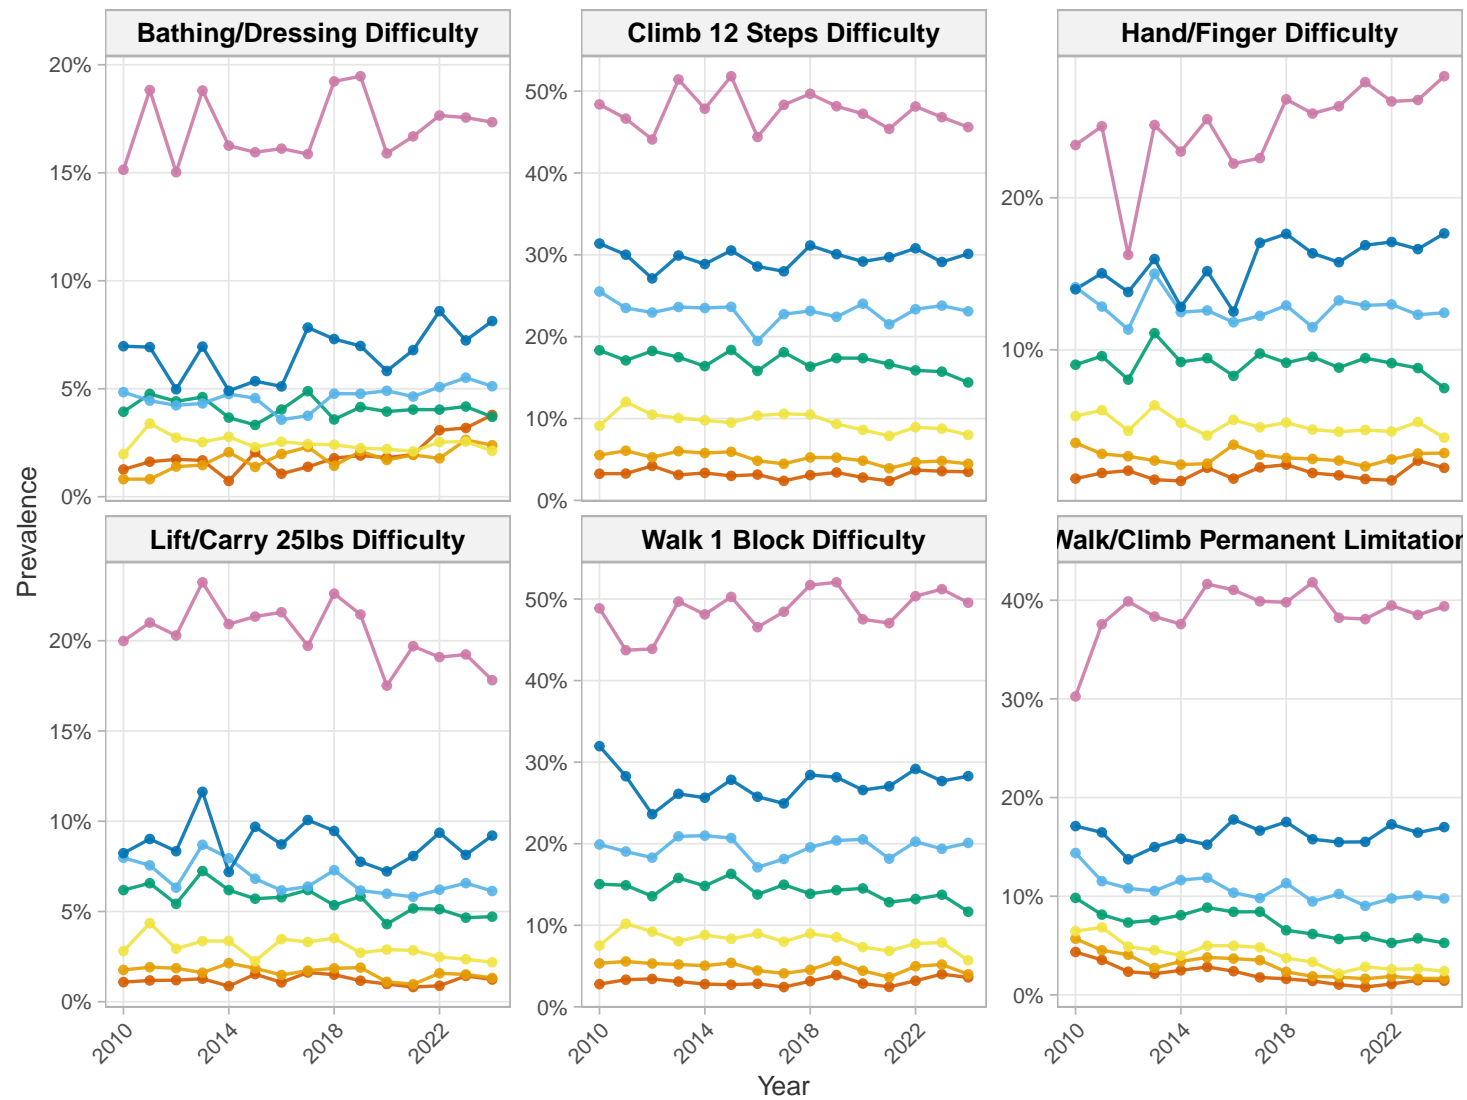 Bathing/Dressing Difficulty
Climb 12 Steps Difficulty
Hand/Finger Difficulty
20%
15%
10%
5%
0%
50%
40%
30%
20%
10%
0%
20%
10%
Prevalence
Lift/Carry 25lbs Difficulty
Walk 1 Block Difficulty
Walk/Climb Permanent Limitation
20%
15%
10%
5%
0%
50%
40%
30%
20%
10%
0%
40%
30%
20%
10%
0%
2010 2014 2018 2022
2010 2014 2018 2022
2010 2014 2018 2022
Year